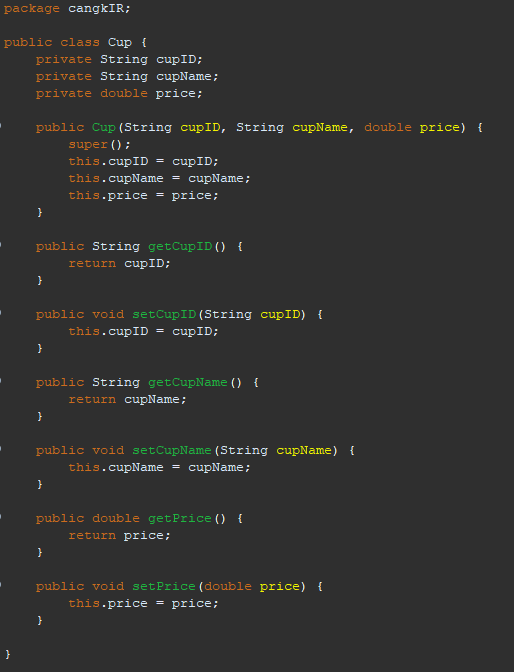 package cangkIR;
public class Cup {
private String cupID;
private String cupName;
private double price;
public Cup(String cupID, String cupName, double price) {
super();
this.cupID = cupID;
this.cupName = cupName;
this.price = price;
}
public String getCupID() {
return cupID;
}
public void setCupID(String cupID) {
this.cupID = cupID;
}
public String getCupName() {
return cupName;
}
public void setCupName(String cupName) {
this.cupName = cupName;
}
public double getPrice() {
return price;
}
public void setPrice(double price) {
this.price = price;
}
}